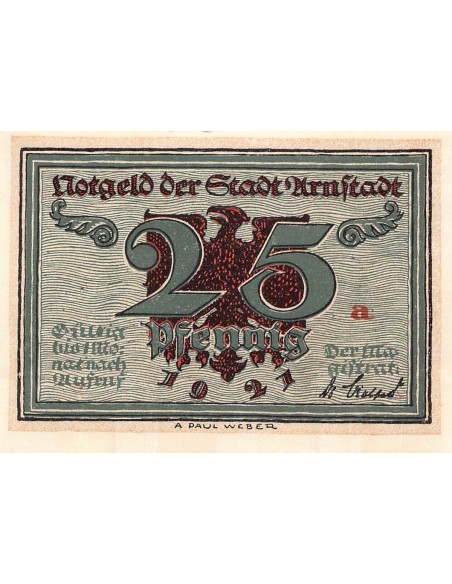 Notgeld der Stadt Arnstadt
25
a
Pfennig
Gültig
bis 1 Mo:
nat nach
Aufruf
Der Ma
gistrat:
1921
A PAUL WEBER